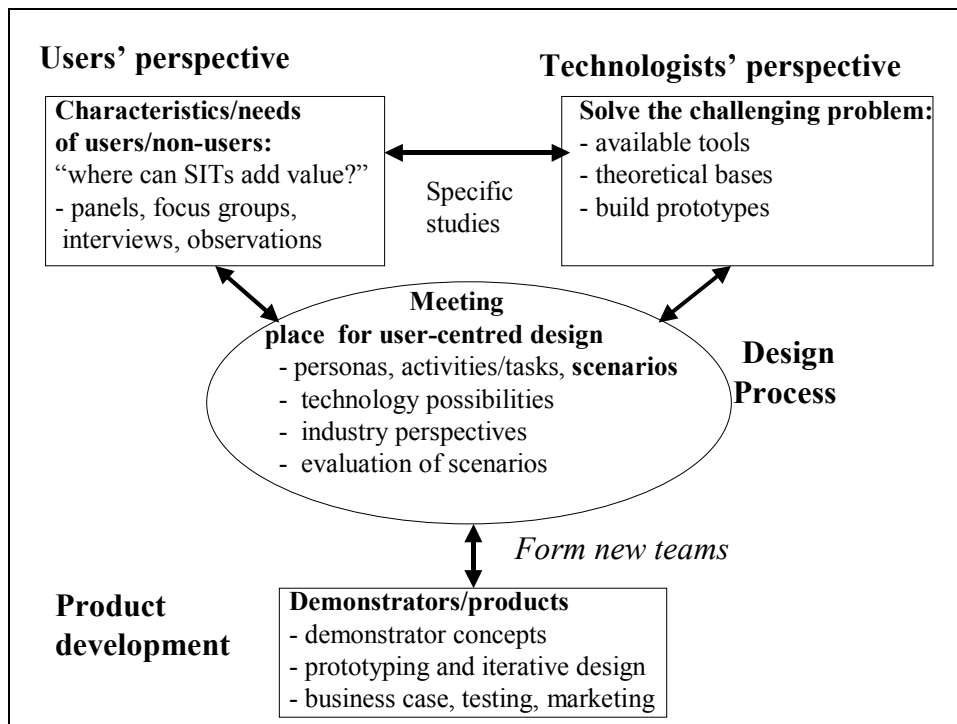 Users’ perspective
Technologists’ perspective
Characteristics/needs
of users/non-users:
“where can SITs add value?”
- panels, focus groups,
interviews, observations
Specific
studies
Solve the challenging problem:
- available tools
- theoretical bases
- build prototypes
Meeting
place for user-centred design
- personas, activities/tasks, scenarios
- technology possibilities
- industry perspectives
- evaluation of scenarios
Design
Process
Form new teams
Product
development
Demonstrators/products
- demonstrator concepts
- prototyping and iterative design
- business case, testing, marketing